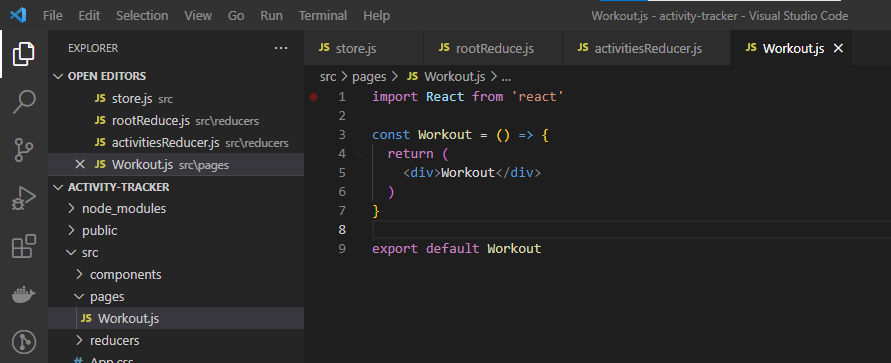 File Edit Selection View Go Run Terminal Help Workout.js - activity-tracker - Visual Studio Code
EXPLORER ...
OPEN EDITORS
JS store.js src
JS rootReduce.js src\reducers
JS activitiesReducer.js src\reducers
JS Workout.js src\pages
ACTIVITY-TRACKER
node_modules
public
src
components
pages
JS Workout.js
reducers
# App.css
JS store.js JS rootReduce.js JS activitiesReducer.js JS Workout.js
src > pages > JS Workout.js > ...
1 import React from 'react'
2
3 const Workout = () => {
4 return (
5 <div>Workout</div>
6 )
7 }
8
9 export default Workout